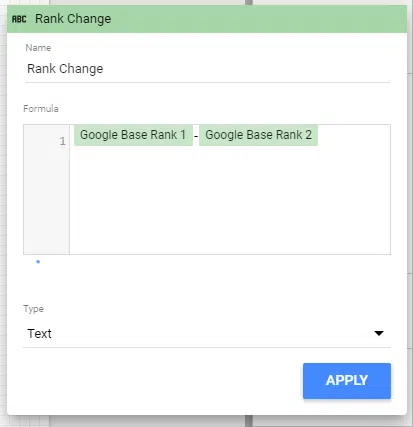 ABC Rank Change
Name
Rank Change
Formula
1 Google Base Rank 1 - Google Base Rank 2
Type
Text
APPLY